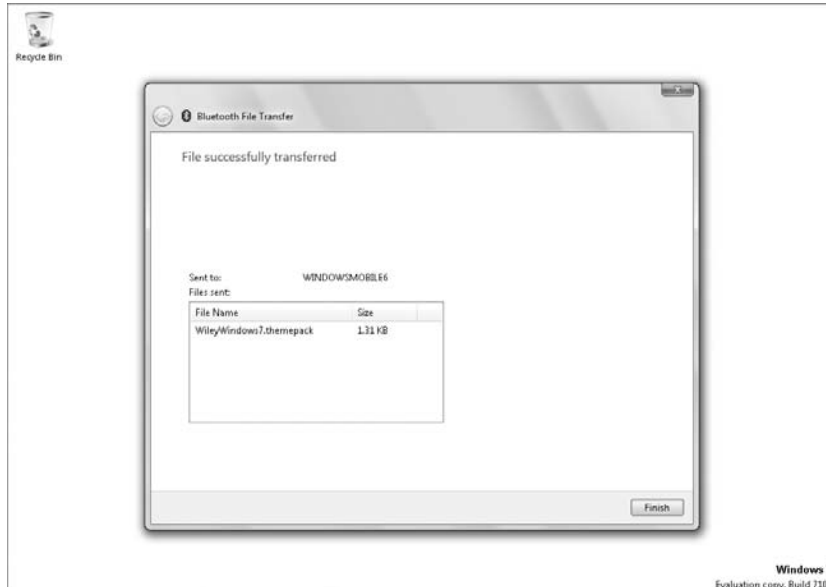 Recycle Bin
Bluetooth File Transfer
File successfully transferred
Sent to: WINDOWSMOBILE6
Files sent:
File Name Size
WileyWindows7.themepack 1.31 KB
Finish
Windows
Evaluation copy. Build